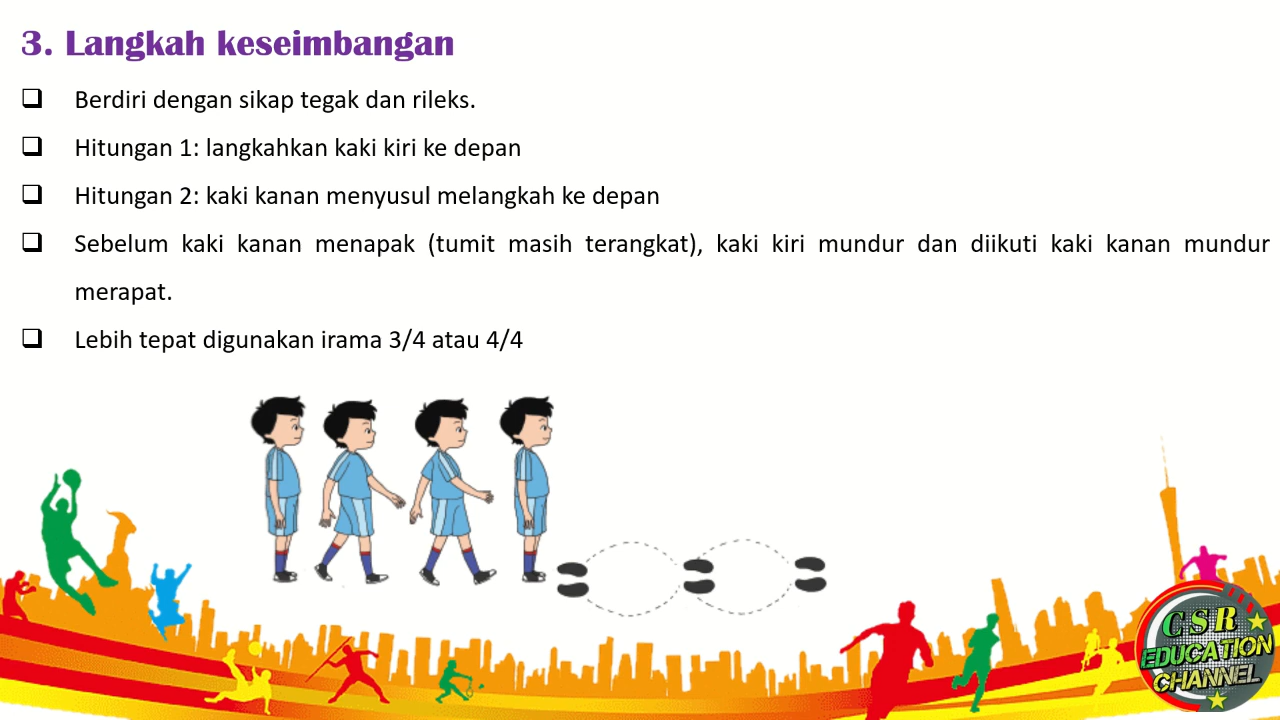 3. Langkah keseimbangan
❑ Berdiri dengan sikap tegak dan rileks.
❑ Hitungan 1: langkahkan kaki kiri ke depan
❑ Hitungan 2: kaki kanan menyusul melangkah ke depan
❑ Sebelum kaki kanan menapak (tumit masih terangkat), kaki kiri mundur dan diikuti kaki kanan mundur
merapat.
❑ Lebih tepat digunakan irama 3/4 atau 4/4
CSR
EDUCATION
CHANNEL